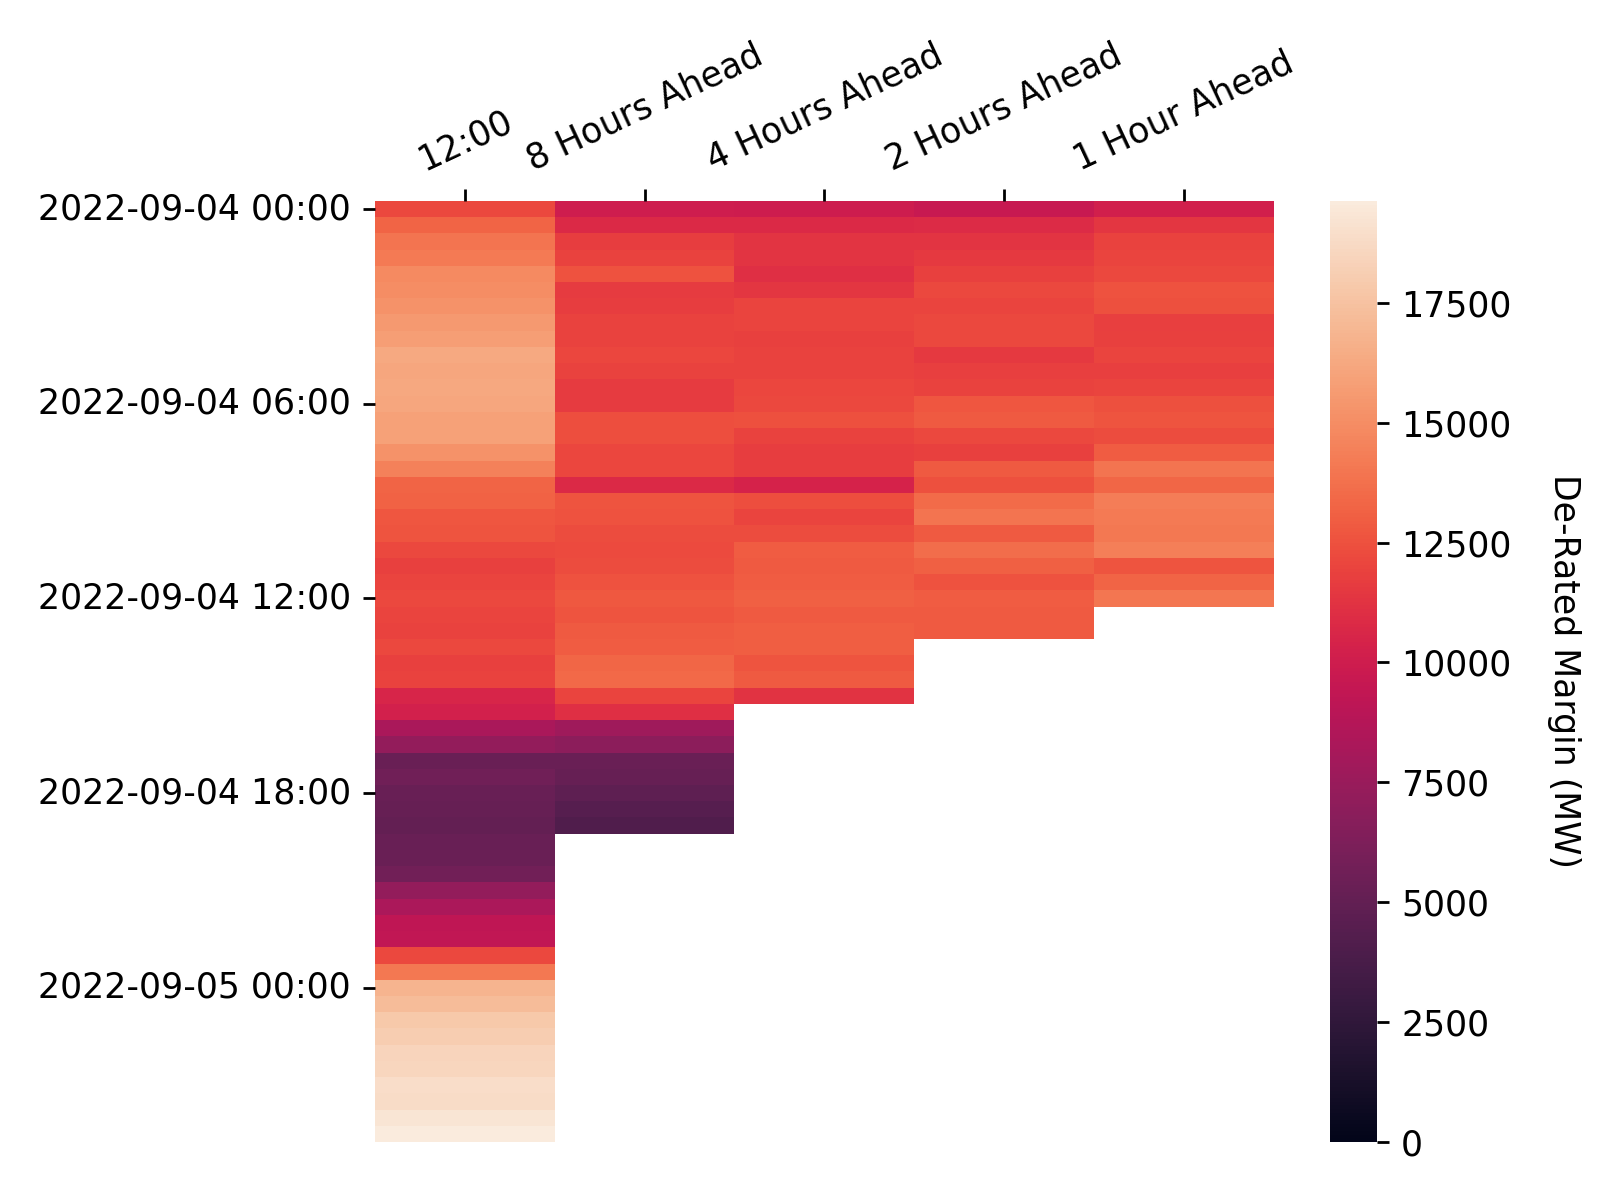 12:00
8 Hours Ahead
4 Hours Ahead
2 Hours Ahead
1 Hour Ahead
2022-09-04 00:00
2022-09-04 06:00
2022-09-04 12:00
2022-09-04 18:00
2022-09-05 00:00
17500
15000
12500
10000
7500
5000
2500
0
De-Rated Margin (MW)